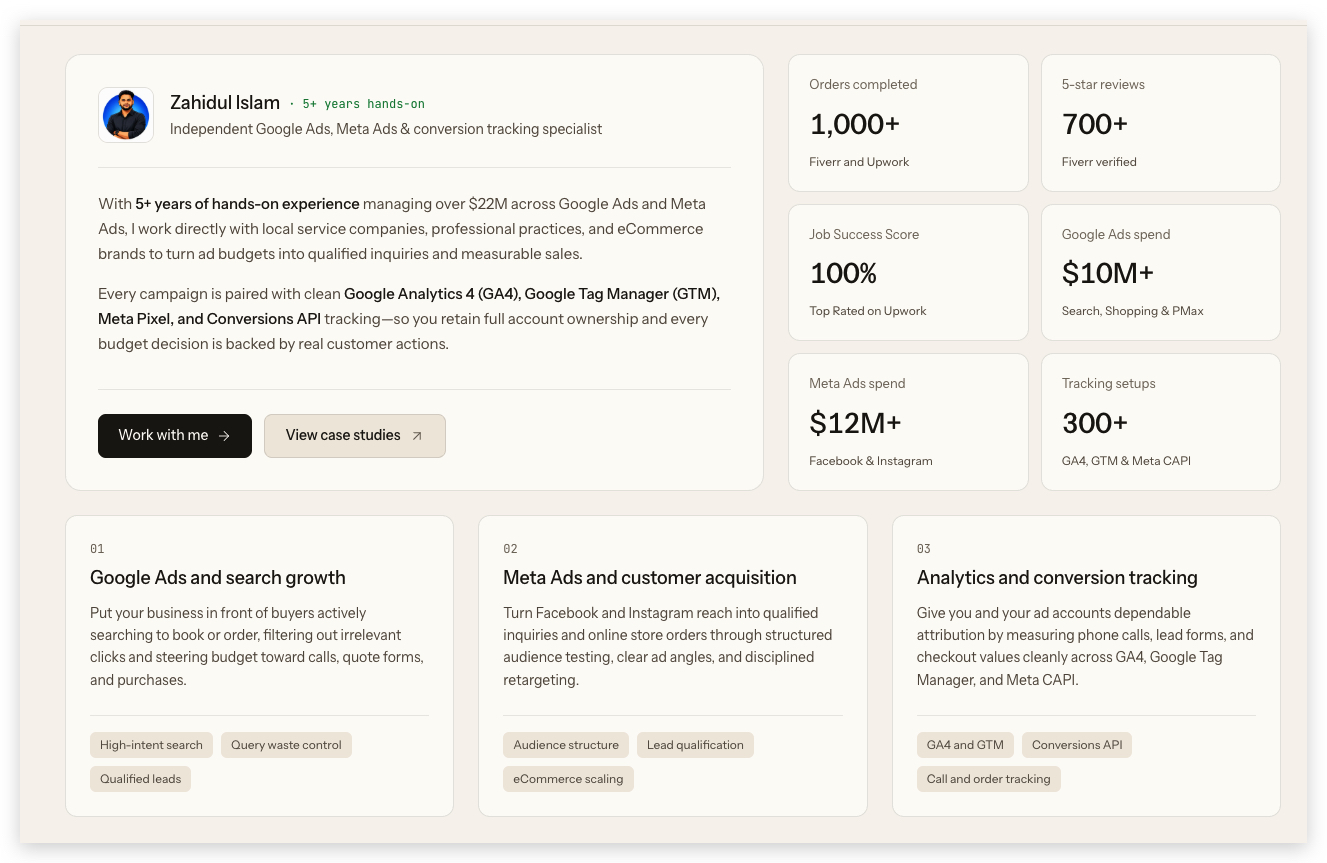 Zahidul Islam · 5+ years hands-on
Independent Google Ads, Meta Ads & conversion tracking specialist
With 5+ years of hands-on experience managing over $22M across Google Ads and Meta
Ads, I work directly with local service companies, professional practices, and eCommerce
brands to turn ad budgets into qualified inquiries and measurable sales.
Every campaign is paired with clean Google Analytics 4 (GA4), Google Tag Manager (GTM),
Meta Pixel, and Conversions API tracking—so you retain full account ownership and every
budget decision is backed by real customer actions.
Work with me →
View case studies ↗
Orders completed
1,000+
Fiverr and Upwork
5-star reviews
700+
Fiverr verified
Job Success Score
100%
Top Rated on Upwork
Google Ads spend
$10M+
Search, Shopping & PMax
Meta Ads spend
$12M+
Facebook & Instagram
Tracking setups
300+
GA4, GTM & Meta CAPI
01
Google Ads and search growth
Put your business in front of buyers actively
searching to book or order, filtering out irrelevant
clicks and steering budget toward calls, quote forms,
and purchases.
High-intent search
Query waste control
Qualified leads
02
Meta Ads and customer acquisition
Turn Facebook and Instagram reach into qualified
inquiries and online store orders through structured
audience testing, clear ad angles, and disciplined
retargeting.
Audience structure
Lead qualification
eCommerce scaling
03
Analytics and conversion tracking
Give you and your ad accounts dependable
attribution by measuring phone calls, lead forms, and
checkout values cleanly across GA4, Google Tag
Manager, and Meta CAPI.
GA4 and GTM
Conversions API
Call and order tracking